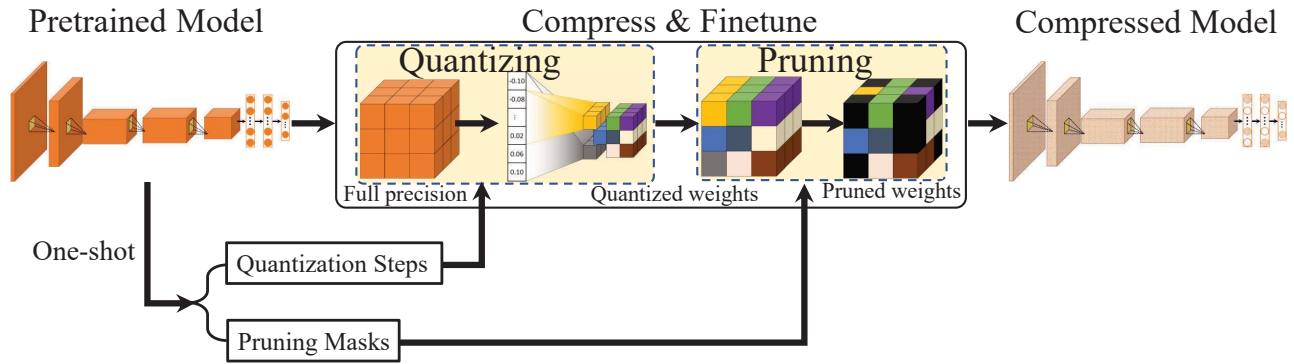 Pretrained Model
Compress & Finetune
Compressed Model
Quantizing
Pruning
-0.10
-0.08
⋮
0.02
0.06
0.10
Full precision
Quantized weights
Pruned weights
One-shot
Quantization Steps
Pruning Masks